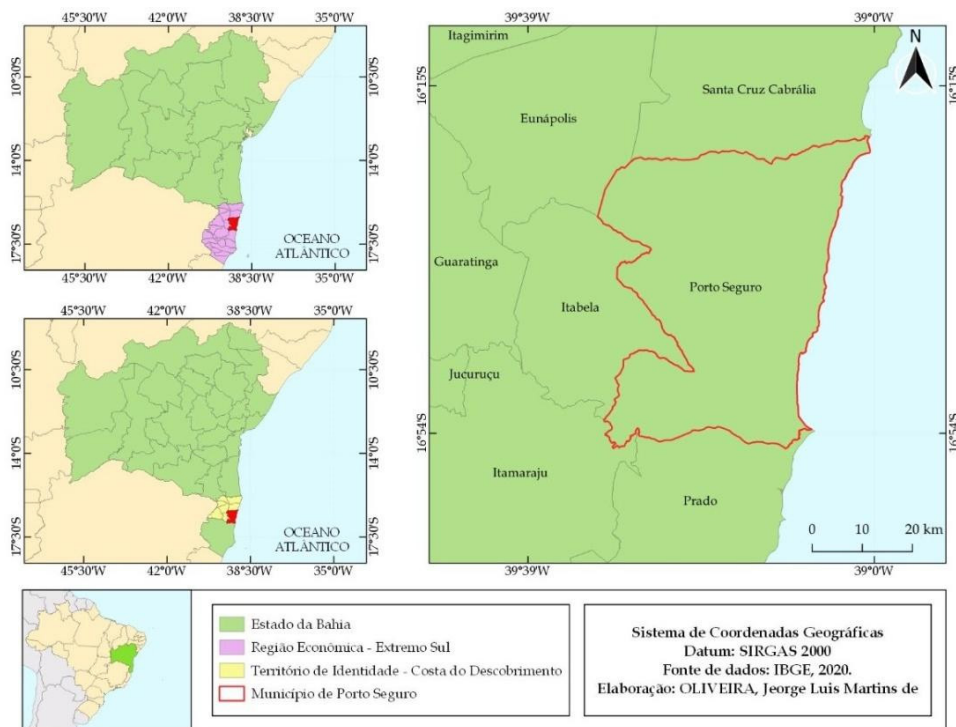 45°30'W 42°0'W 38°30'W 35°0'W
10°30'S
14°0'S
17°30'S
10°30'S
14°0'S
17°30'S
OCEANO
ATLÂNTICO
45°30'W 42°0'W 38°30'W 35°0'W
45°30'W 42°0'W 38°30'W 35°0'W
10°30'S
14°0'S
17°30'S
10°30'S
14°0'S
17°30'S
OCEANO
ATLÂNTICO
45°30'W 42°0'W 38°30'W 35°0'W
39°39'W 39°0'W
N
16°15'S
16°54'S
16°15'S
16°54'S
Itagimirim
Santa Cruz Cabrália
Eunápolis
Guaratinga
Porto Seguro
Itabela
Jucuruçu
Itamaraju
Prado
0 10 20 km
39°39'W 39°0'W
Estado da Bahia
Região Econômica - Extremo Sul
Território de Identidade - Costa do Descobrimento
Município de Porto Seguro
Sistema de Coordenadas Geográficas
Datum: SIRGAS 2000
Fonte de dados: IBGE, 2020.
Elaboração: OLIVEIRA, Jeorge Luis Martins de